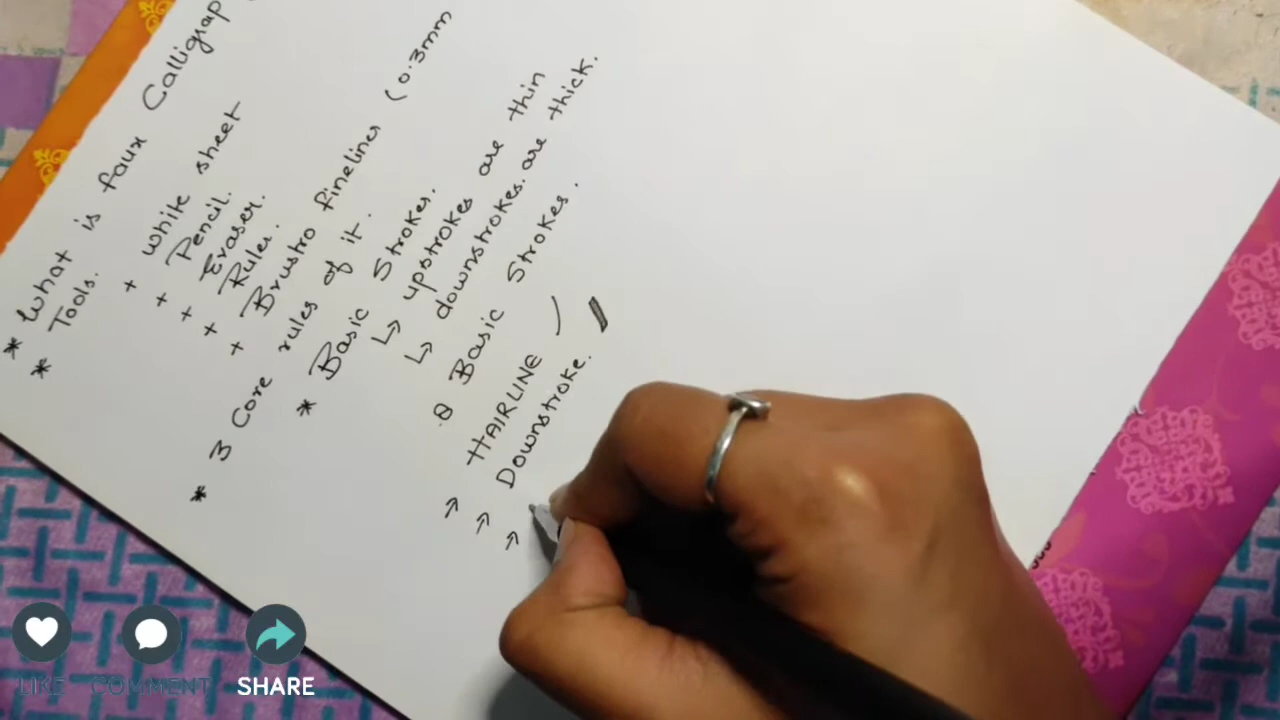 * What is faux Calligrap
* Tools.
+ white sheet
+ Pencil.
+ Eraser.
+ Ruler.
+ Brustro fineliner (0.3mm
* 3 Core rules of it.
* Basic Strokes.
↳ upstrokes are thin
↳ downstrokes are thick.
8 Basic Strokes.
→ HAIRLINE /
→ Downstroke.
→
LIKE COMMENT SHARE